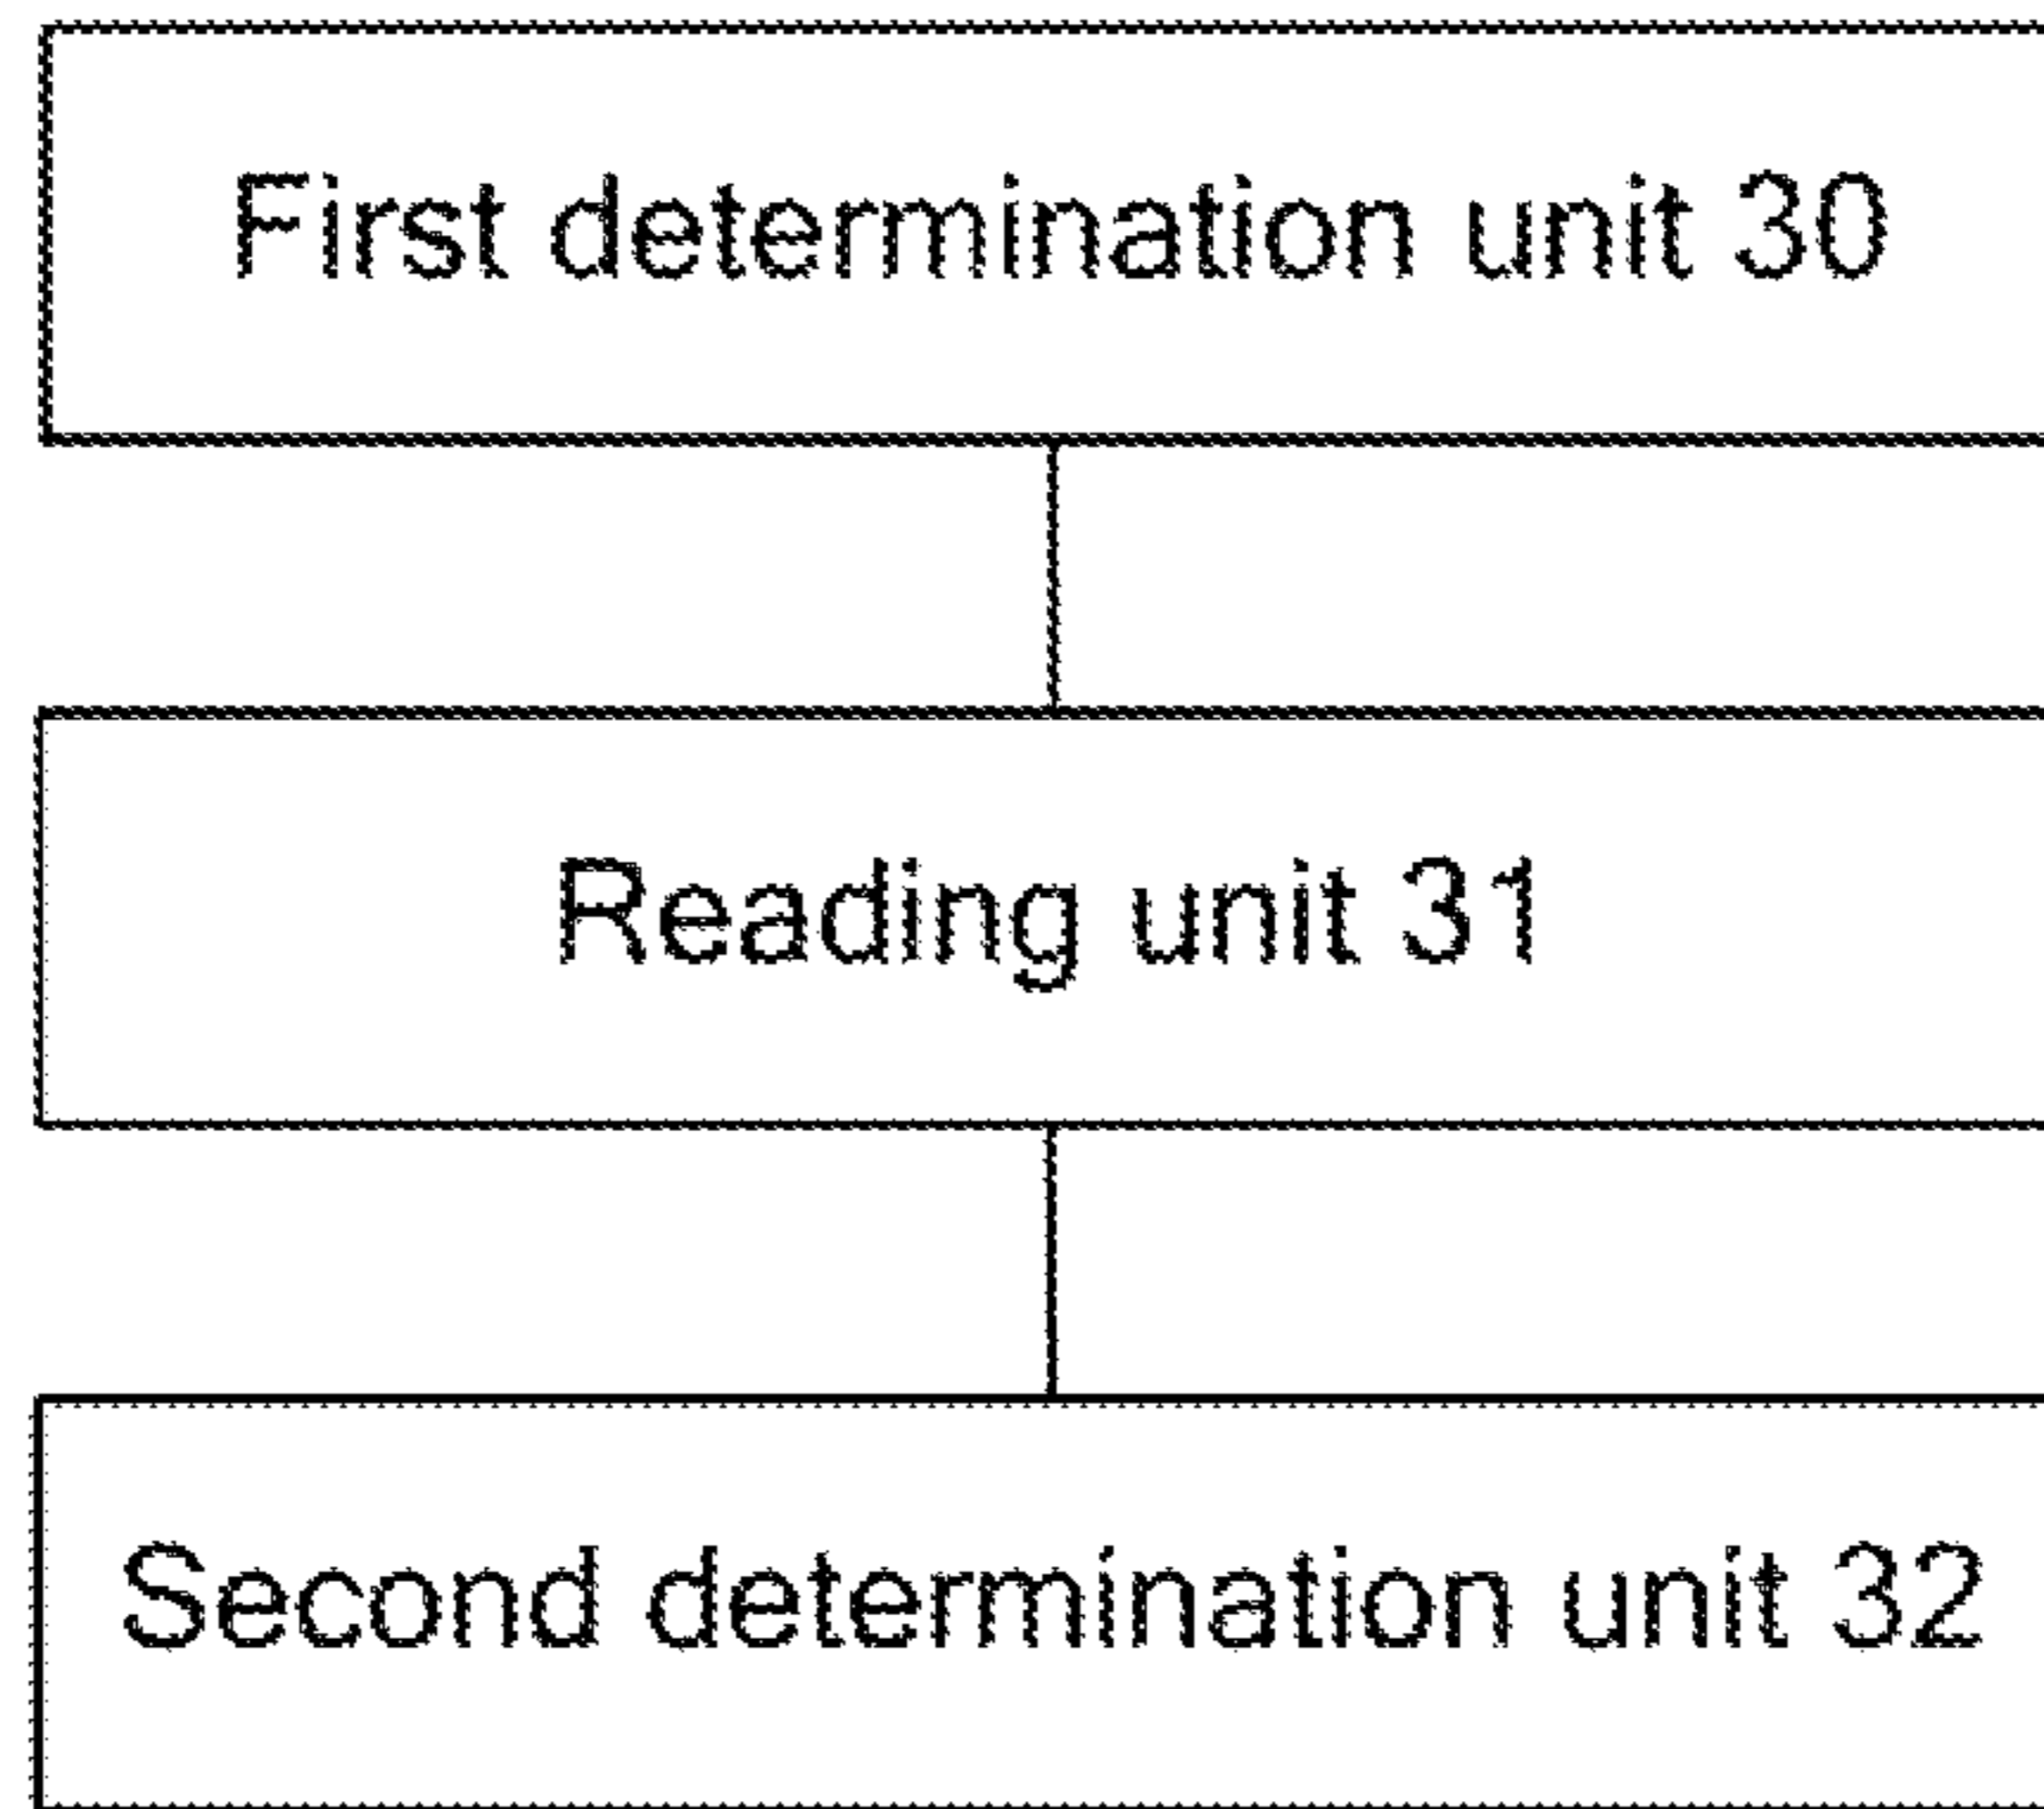 First determination unit 30
Reading unit 31
Second determination unit 32